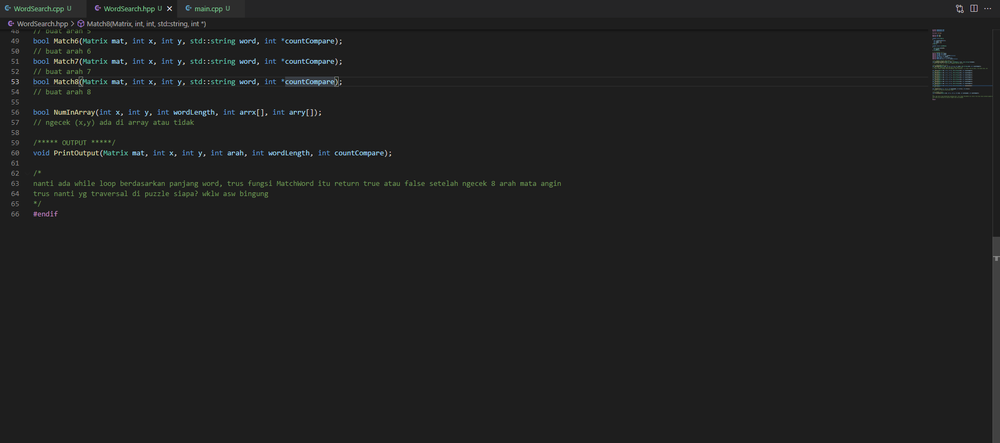 WordSearch.cpp U
WordSearch.hpp U
main.cpp U
WordSearch.hpp > Match8(Matrix, int, int, std::string, int *)
48 // buat arah 5
49 bool Match6(Matrix mat, int x, int y, std::string word, int *countCompare);
50 // buat arah 6
51 bool Match7(Matrix mat, int x, int y, std::string word, int *countCompare);
52 // buat arah 7
53 bool Match8(Matrix mat, int x, int y, std::string word, int *countCompare);
54 // buat arah 8
55
56 bool NumInArray(int x, int y, int wordLength, int arrx[], int arry[]);
57 // ngecek (x,y) ada di array atau tidak
58
59 /***** OUTPUT *****/
60 void PrintOutput(Matrix mat, int x, int y, int arah, int wordLength, int countCompare);
61
62 /*
63 nanti ada while loop berdasarkan panjang word, trus fungsi MatchWord itu return true atau false setelah ngecek 8 arah mata angin
64 trus nanti yg traversal di puzzle siapa? wklw asw bingung
65 */
66 #endif